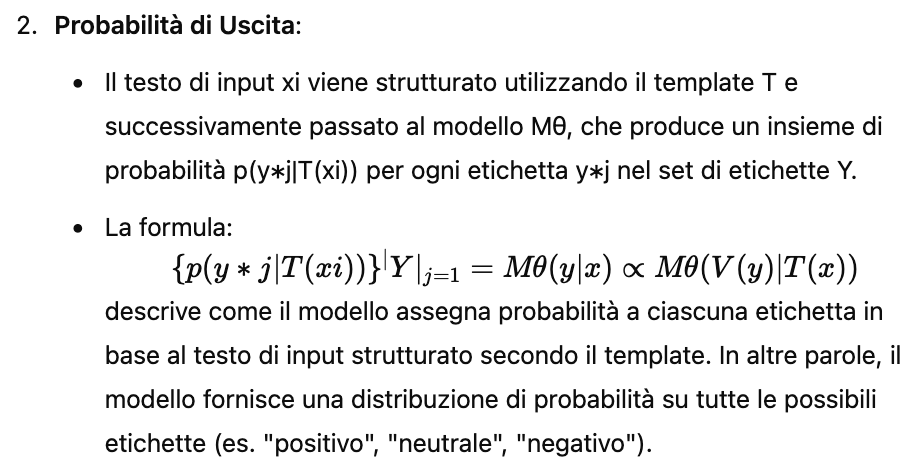 2. Probabilità di Uscita:
• Il testo di input xi viene strutturato utilizzando il template T e
successivamente passato al modello Mθ, che produce un insieme di
probabilità p(y∗j|T(xi)) per ogni etichetta y∗j nel set di etichette Y.
• La formula:
{p(y ∗ j|T(xi))}^|Y|_{j=1} = Mθ(y|x) ∝ Mθ(V(y)|T(x))
descrive come il modello assegna probabilità a ciascuna etichetta in
base al testo di input strutturato secondo il template. In altre parole, il
modello fornisce una distribuzione di probabilità su tutte le possibili
etichette (es. "positivo", "neutrale", "negativo").